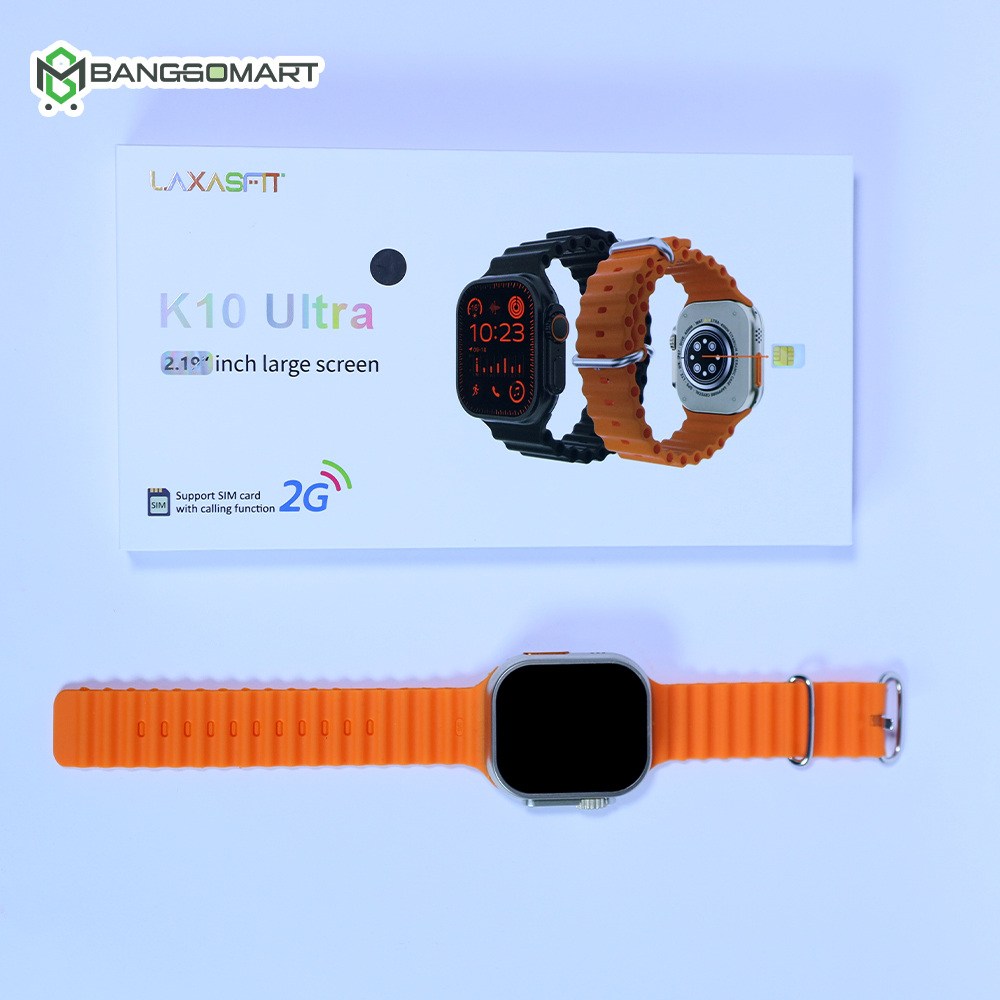 BANGSOMART
LAXASFIT
K10 Ultra
2.19" inch large screen
10:23
SIM
Support SIM card
with calling function 2G